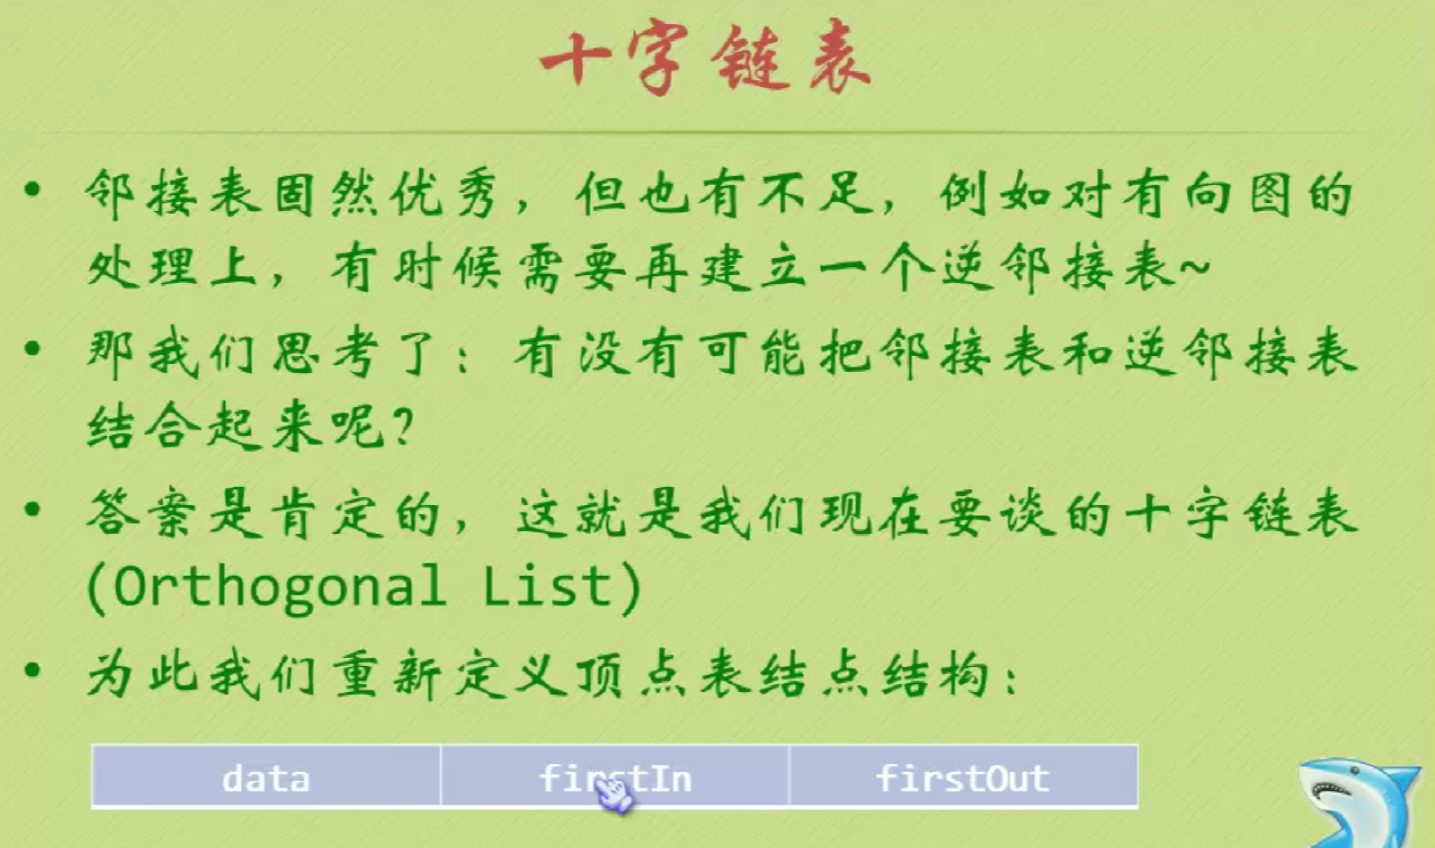 十字链表
• 邻接表固然优秀，但也有不足，例如对有向图的
处理上，有时候需要再建立一个逆邻接表~
• 那我们思考了：有没有可能把邻接表和逆邻接表
结合起来呢？
• 答案是肯定的，这就是我们现在要谈的十字链表
(Orthogonal List)
• 为此我们重新定义顶点表结点结构：
data firstIn firstOut